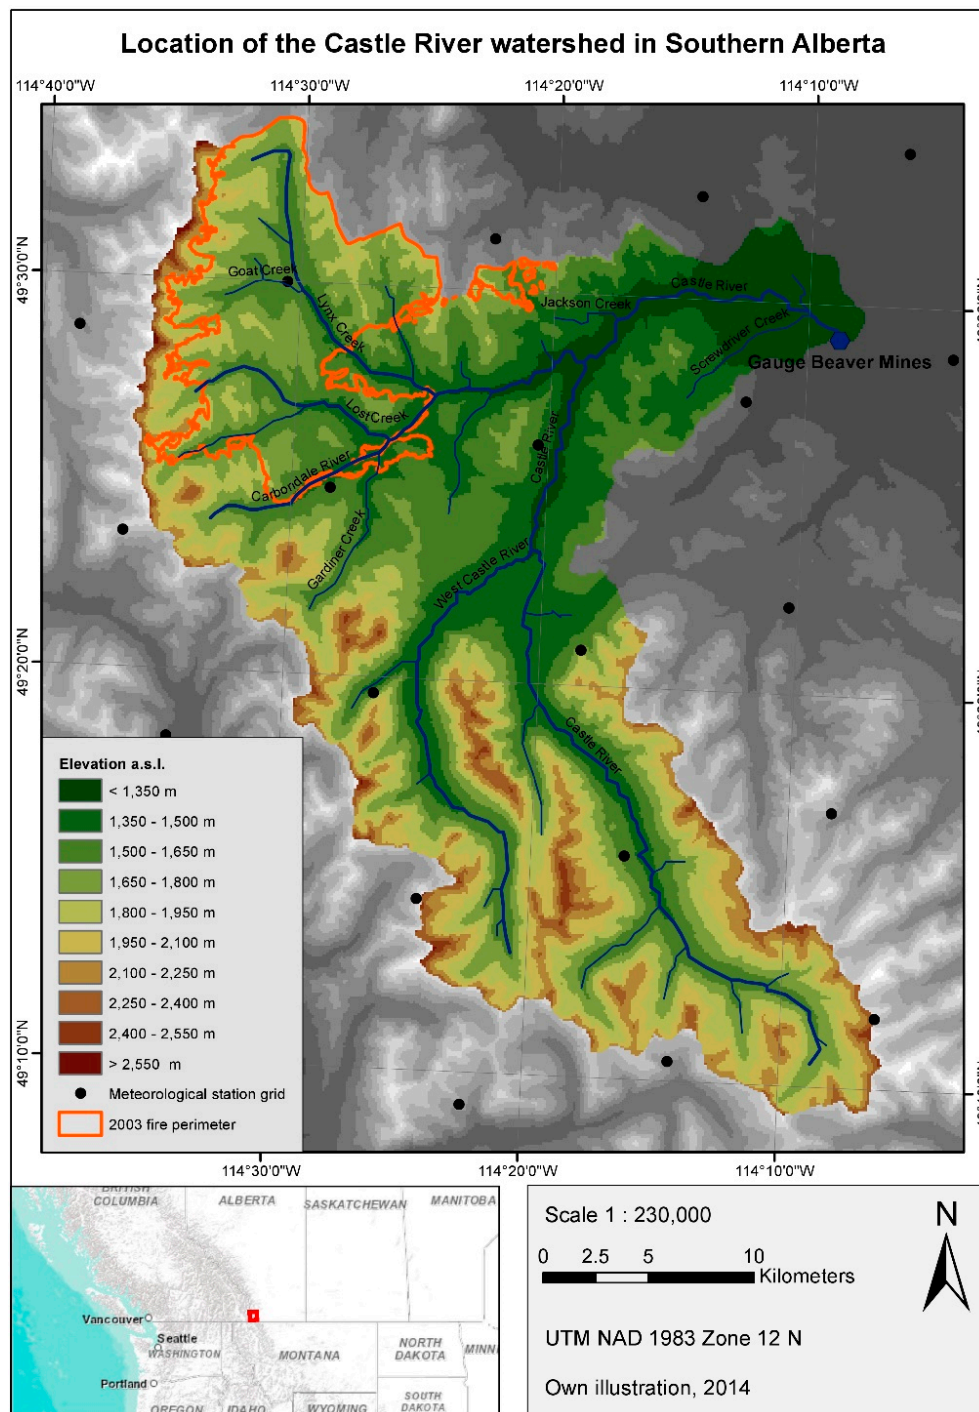 Location of the Castle River watershed in Southern Alberta
114°40'0"W
114°30'0"W
114°20'0"W
114°10'0"W
49°30'0"N
Goat Creek
Lynx Creek
Jackson Creek
Castle River
Screwdriver Creek
Gauge Beaver Mines
Lost Creek
Carbondale River
Gardiner Creek
Castle River
West Castle River
49°20'0"N
Castle River
49°10'0"N
Elevation a.s.l.
< 1,350 m
1,350 - 1,500 m
1,500 - 1,650 m
1,650 - 1,800 m
1,800 - 1,950 m
1,950 - 2,100 m
2,100 - 2,250 m
2,250 - 2,400 m
2,400 - 2,550 m
> 2,550 m
Meteorological station grid
2003 fire perimeter
114°30'0"W
114°20'0"W
114°10'0"W
BRITISH
COLUMBIA
ALBERTA
SASKATCHEWAN
MANITOBA
Vancouver
Seattle
WASHINGTON
MONTANA
NORTH
DAKOTA
MINN
Portland
OREGON
IDAHO
WYOMING
SOUTH
DAKOTA
Scale 1 : 230,000
0 2.5 5 10
Kilometers
N
UTM NAD 1983 Zone 12 N
Own illustration, 2014